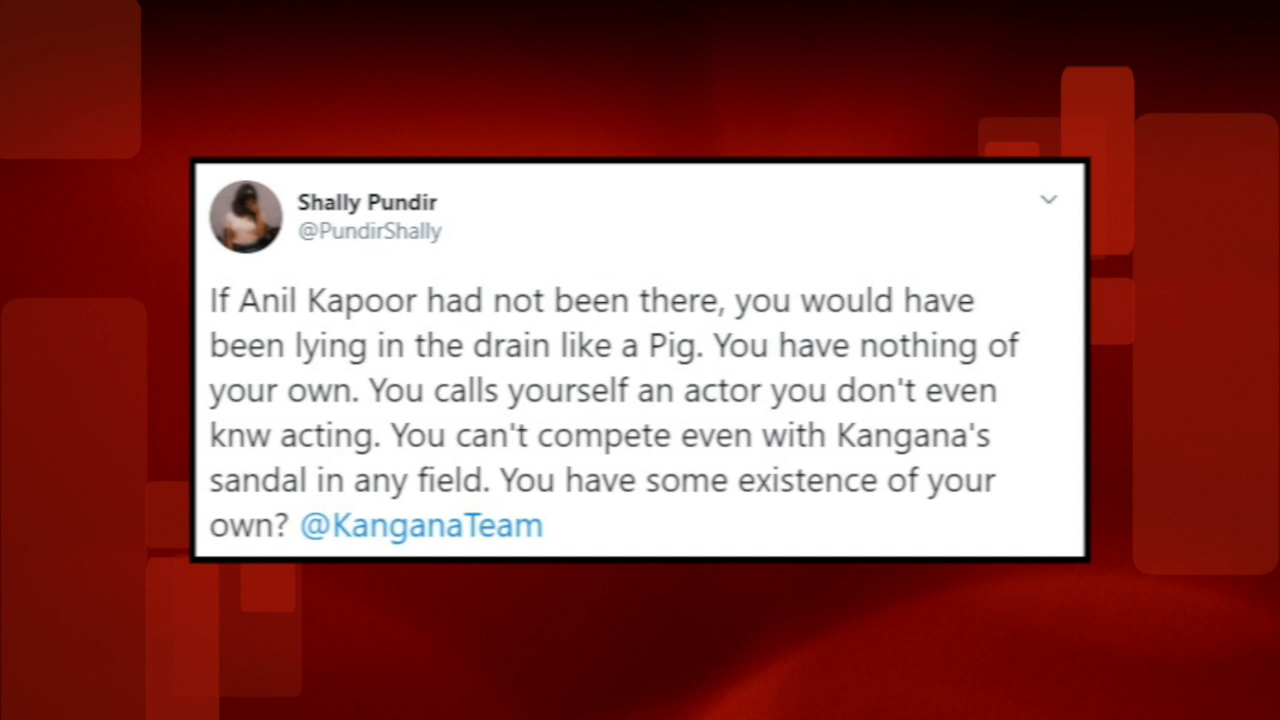 Shally Pundir
@PundirShally
If Anil Kapoor had not been there, you would have
been lying in the drain like a Pig. You have nothing of
your own. You calls yourself an actor you don't even
knw acting. You can't compete even with Kangana's
sandal in any field. You have some existence of your
own? @KanganaTeam